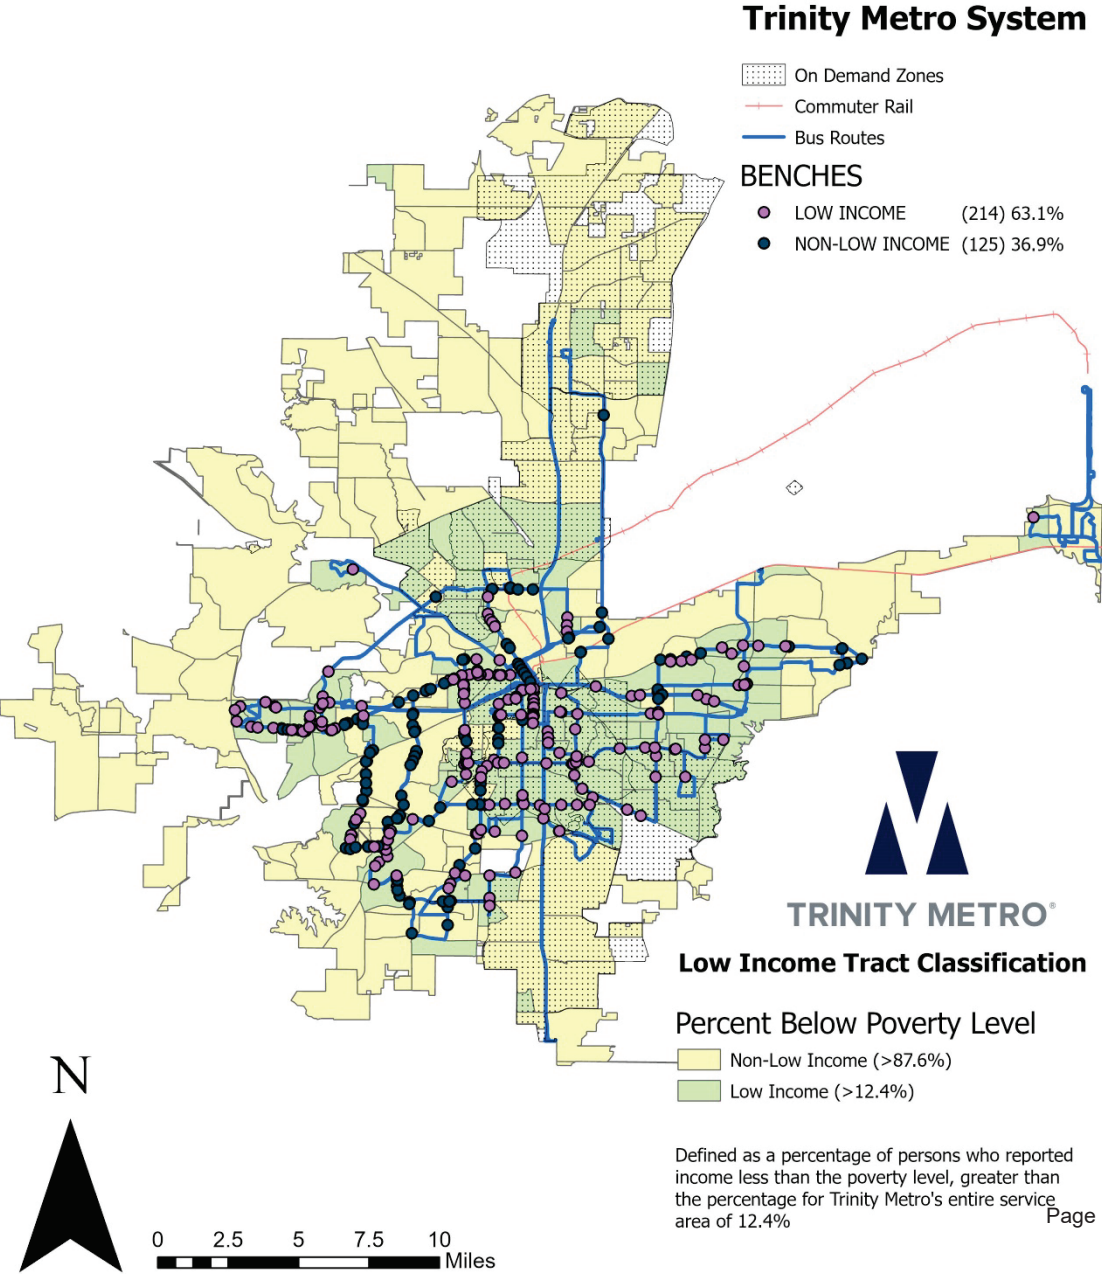 Trinity Metro System
On Demand Zones
Commuter Rail
Bus Routes
BENCHES
LOW INCOME (214) 63.1%
NON-LOW INCOME (125) 36.9%
TRINITY METRO®
Low Income Tract Classification
Percent Below Poverty Level
Non-Low Income (>87.6%)
Low Income (>12.4%)
Defined as a percentage of persons who reported
income less than the poverty level, greater than
the percentage for Trinity Metro's entire service
area of 12.4%
Page
N
0 2.5 5 7.5 10
Miles